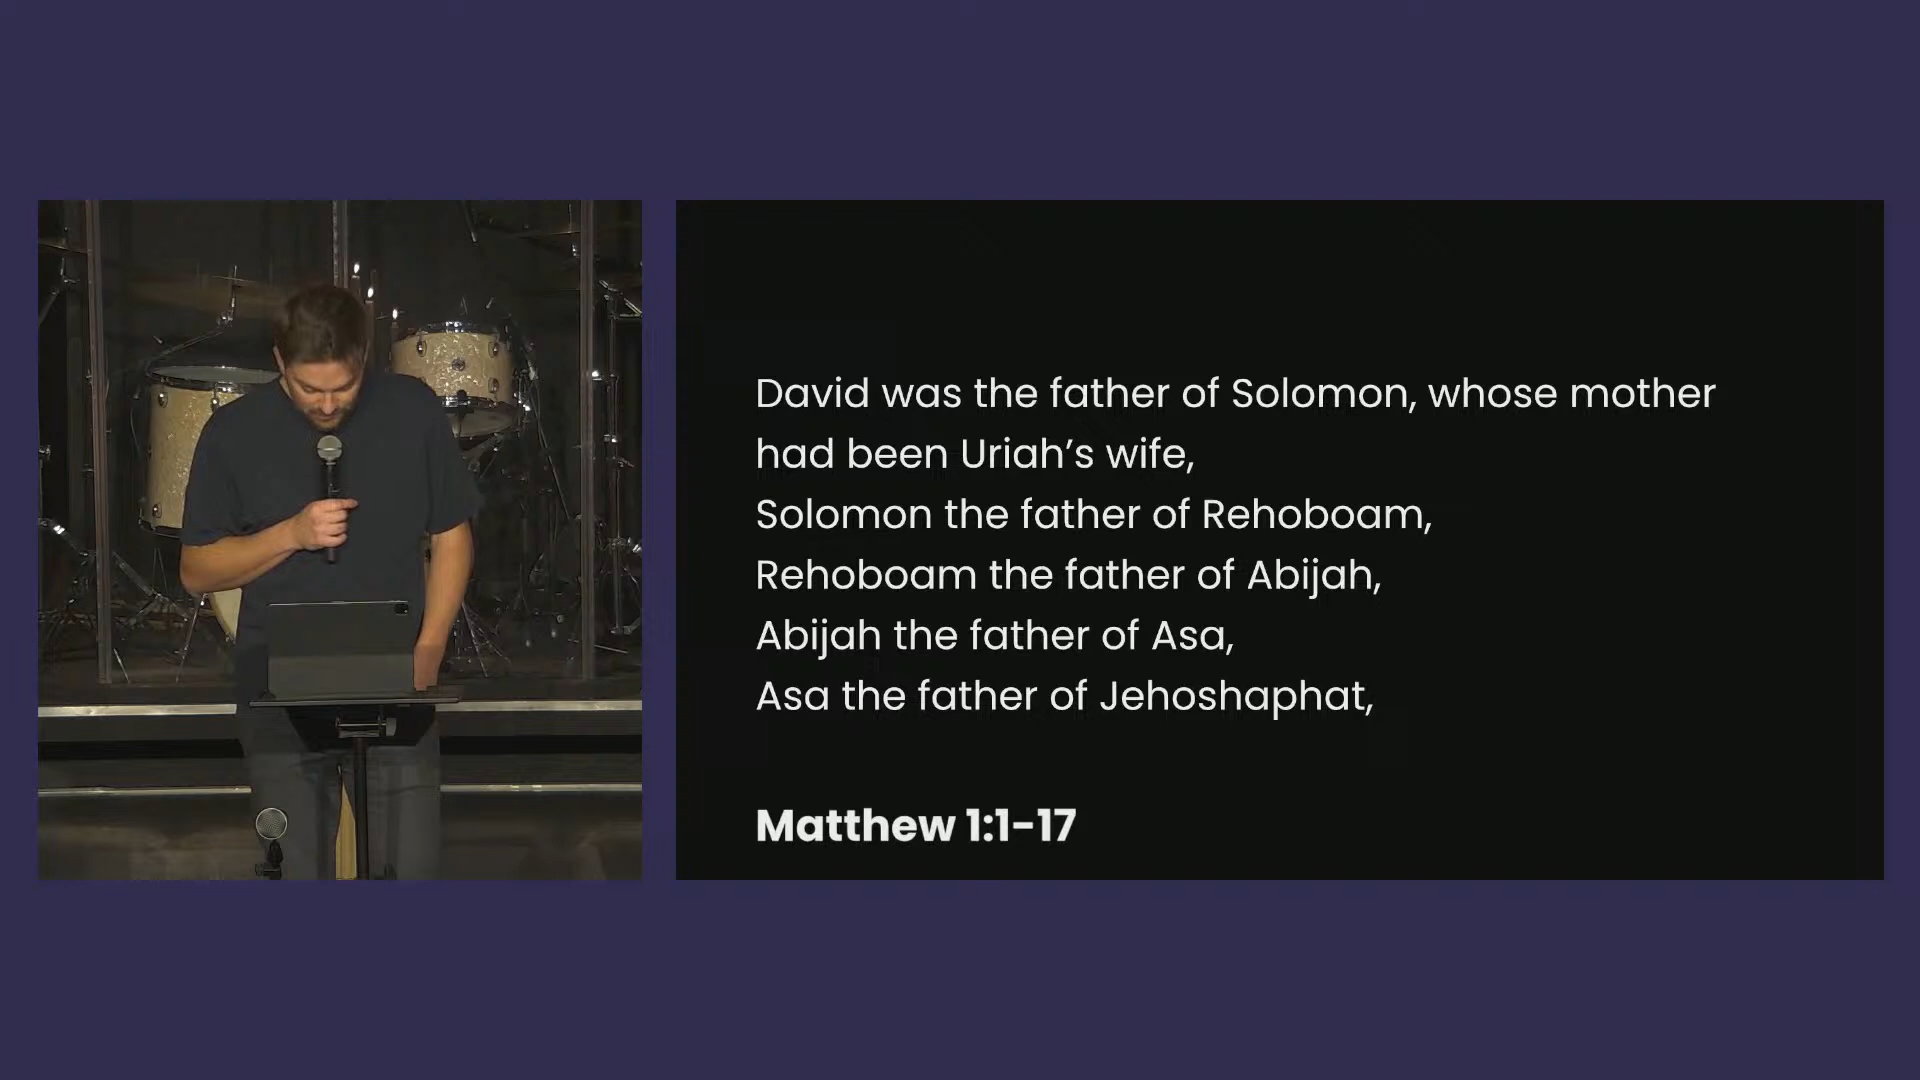 David was the father of Solomon, whose mother
had been Uriah’s wife,
Solomon the father of Rehoboam,
Rehoboam the father of Abijah,
Abijah the father of Asa,
Asa the father of Jehoshaphat,
Matthew 1:1-17